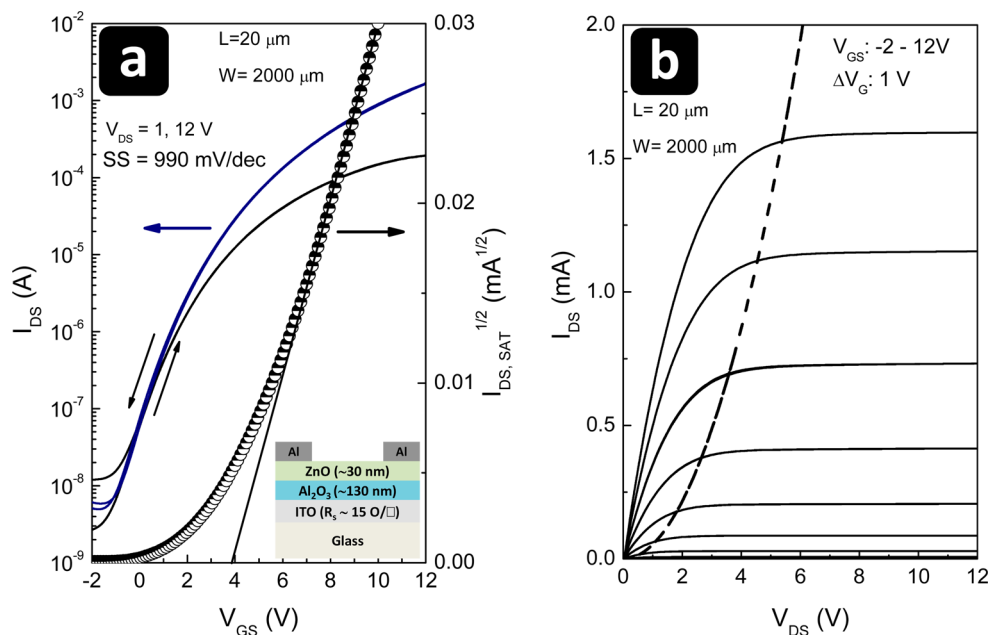 a
L=20 μm
W= 2000 μm
V_DS = 1, 12 V
SS = 990 mV/dec
10^-2
10^-3
10^-4
10^-5
10^-6
10^-7
10^-8
10^-9
I_DS (A)
0.03
0.02
0.01
0.00
I_DS, SAT^1/2 (mA^1/2)
Al
Al
ZnO (~30 nm)
Al₂O₃ (~130 nm)
ITO (R_s ~ 15 O/□)
Glass
-2 0 2 4 6 8 10 12
V_GS (V)
b
V_GS: -2 - 12V
ΔV_G: 1 V
L= 20 μm
W= 2000 μm
2.0
1.5
1.0
0.5
0.0
I_DS (mA)
0 2 4 6 8 10 12
V_DS (V)